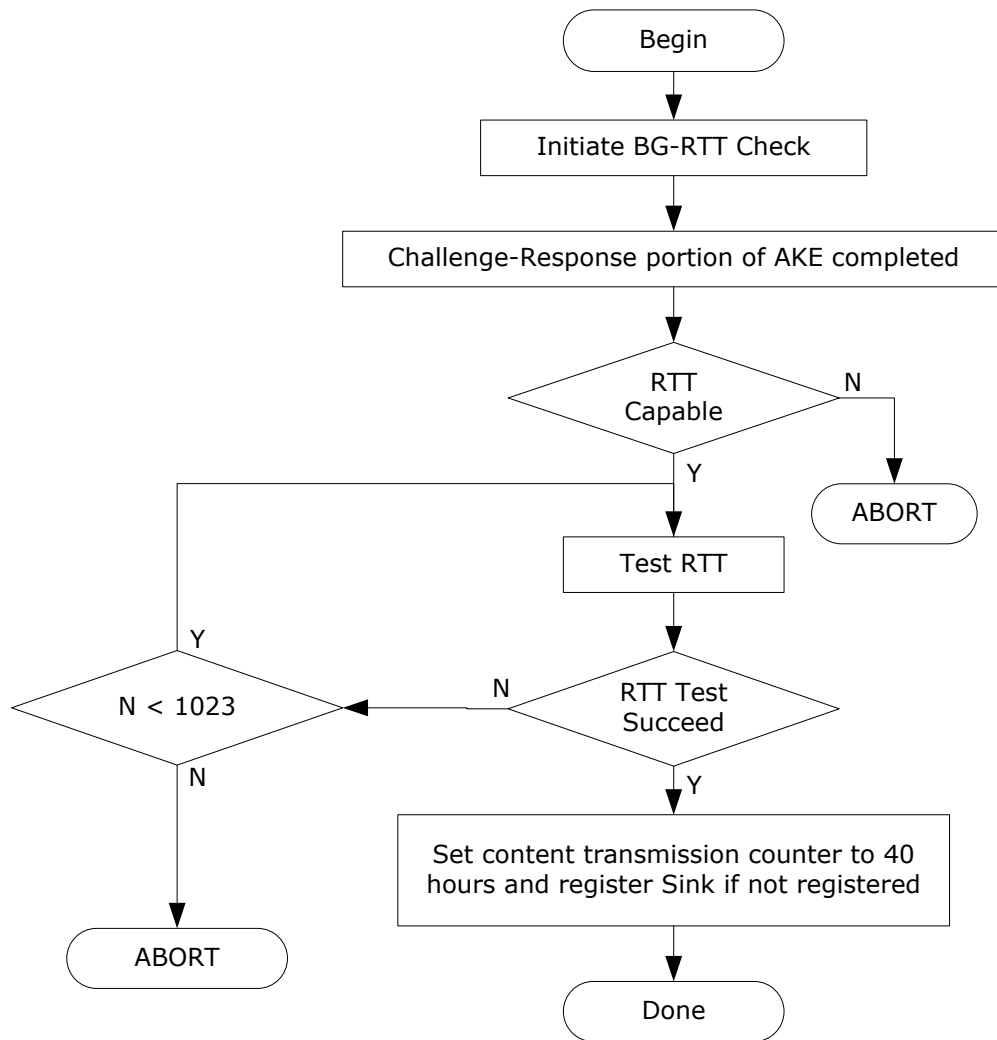 Begin
Initiate BG-RTT Check
Challenge-Response portion of AKE completed
RTT
Capable
N
Y
ABORT
Test RTT
Y
N < 1023
N
RTT Test
Succeed
N
Y
Set content transmission counter to 40
hours and register Sink if not registered
ABORT
Done